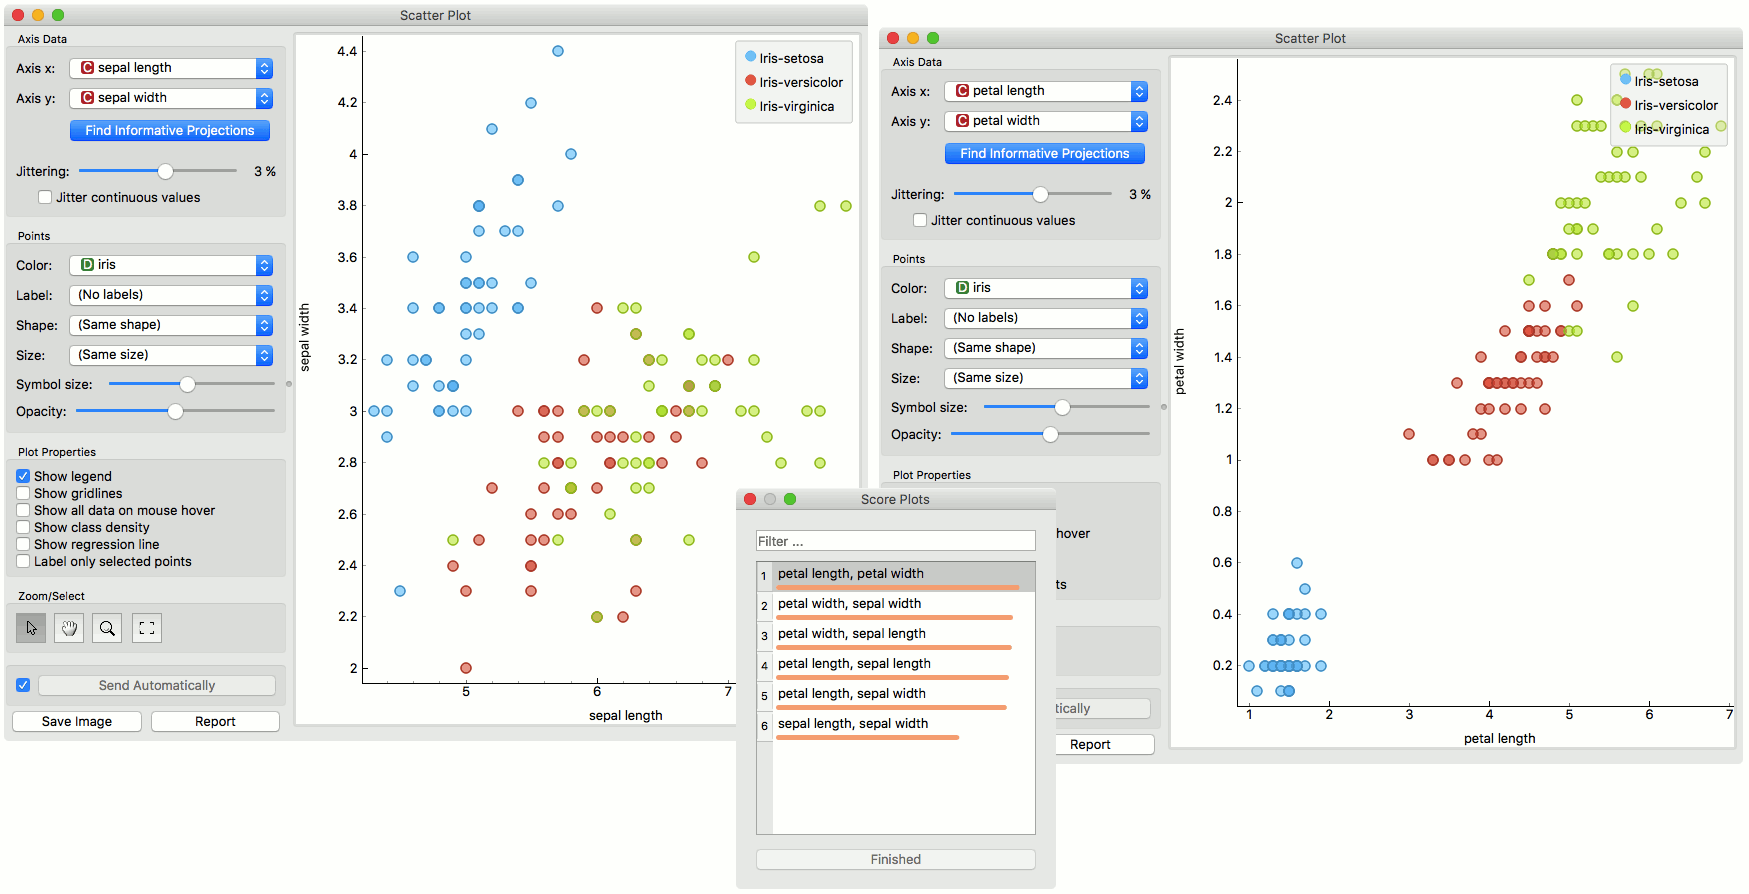 Scatter Plot
Axis Data
Axis x: C sepal length
Axis y: C sepal width
Find Informative Projections
Jittering: 3 %
Jitter continuous values
Points
Color: D iris
Label: (No labels)
Shape: (Same shape)
Size: (Same size)
Symbol size:
Opacity:
Plot Properties
Show legend
Show gridlines
Show all data on mouse hover
Show class density
Show regression line
Label only selected points
Zoom/Select
Send Automatically
Save Image Report
4.4
4.2
4
3.8
3.6
3.4
3.2
3
2.8
2.6
2.4
2.2
2
sepal width
5 6 7
sepal length
Iris-setosa
Iris-versicolor
Iris-virginica
Scatter Plot
Axis Data
Axis x: C petal length
Axis y: C petal width
Find Informative Projections
Jittering: 3 %
Jitter continuous values
Points
Color: D iris
Label: (No labels)
Shape: (Same shape)
Size: (Same size)
Symbol size:
Opacity:
Plot Properties
hover
ts
tically
Report
2.4
2.2
2
1.8
1.6
1.4
1.2
1
0.8
0.6
0.4
0.2
petal width
1 2 3 4 5 6 7
petal length
Iris-setosa
Iris-versicolor
Iris-virginica
Score Plots
Filter ...
1 petal length, petal width
2 petal width, sepal width
3 petal width, sepal length
4 petal length, sepal length
5 petal length, sepal width
6 sepal length, sepal width
Finished